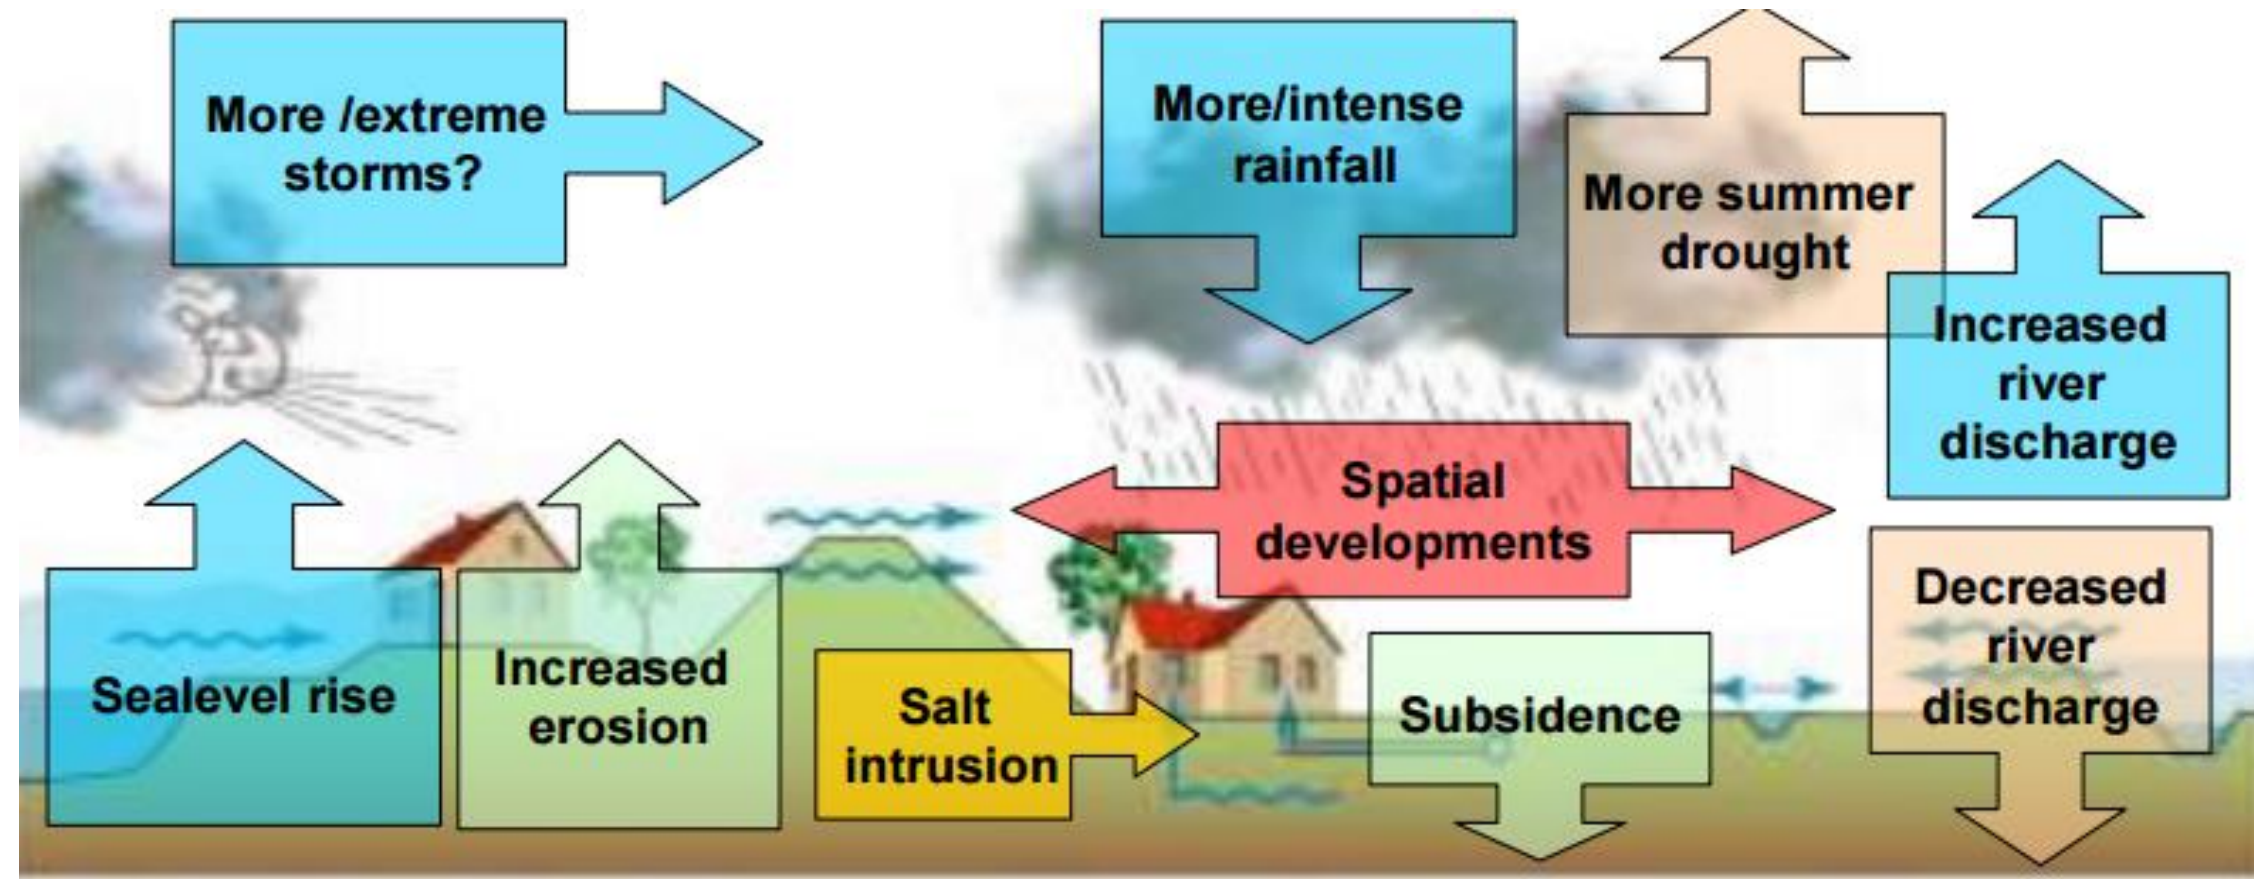 More /extreme
storms?
More/intense
rainfall
More summer
drought
Increased
river
discharge
Spatial
developments
Decreased
river
discharge
Sealevel rise
Increased
erosion
Salt
intrusion
Subsidence